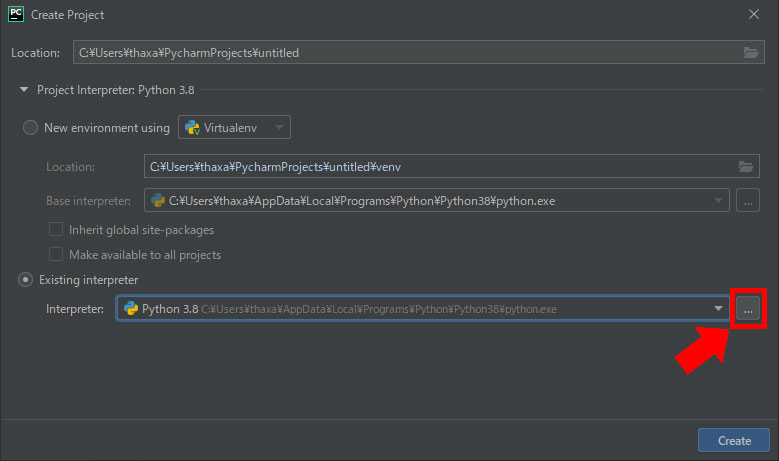 PC Create Project
Location: C:¥Users¥thaxa¥PycharmProjects¥untitled
Project Interpreter: Python 3.8
New environment using Virtualenv
Location: C:¥Users¥thaxa¥PycharmProjects¥untitled¥venv
Base interpreter: C:¥Users¥thaxa¥AppData¥Local¥Programs¥Python¥Python38¥python.exe ...
Inherit global site-packages
Make available to all projects
Existing interpreter
Interpreter: Python 3.8 C:¥Users¥thaxa¥AppData¥Local¥Programs¥Python¥Python38¥python.exe ...
Create